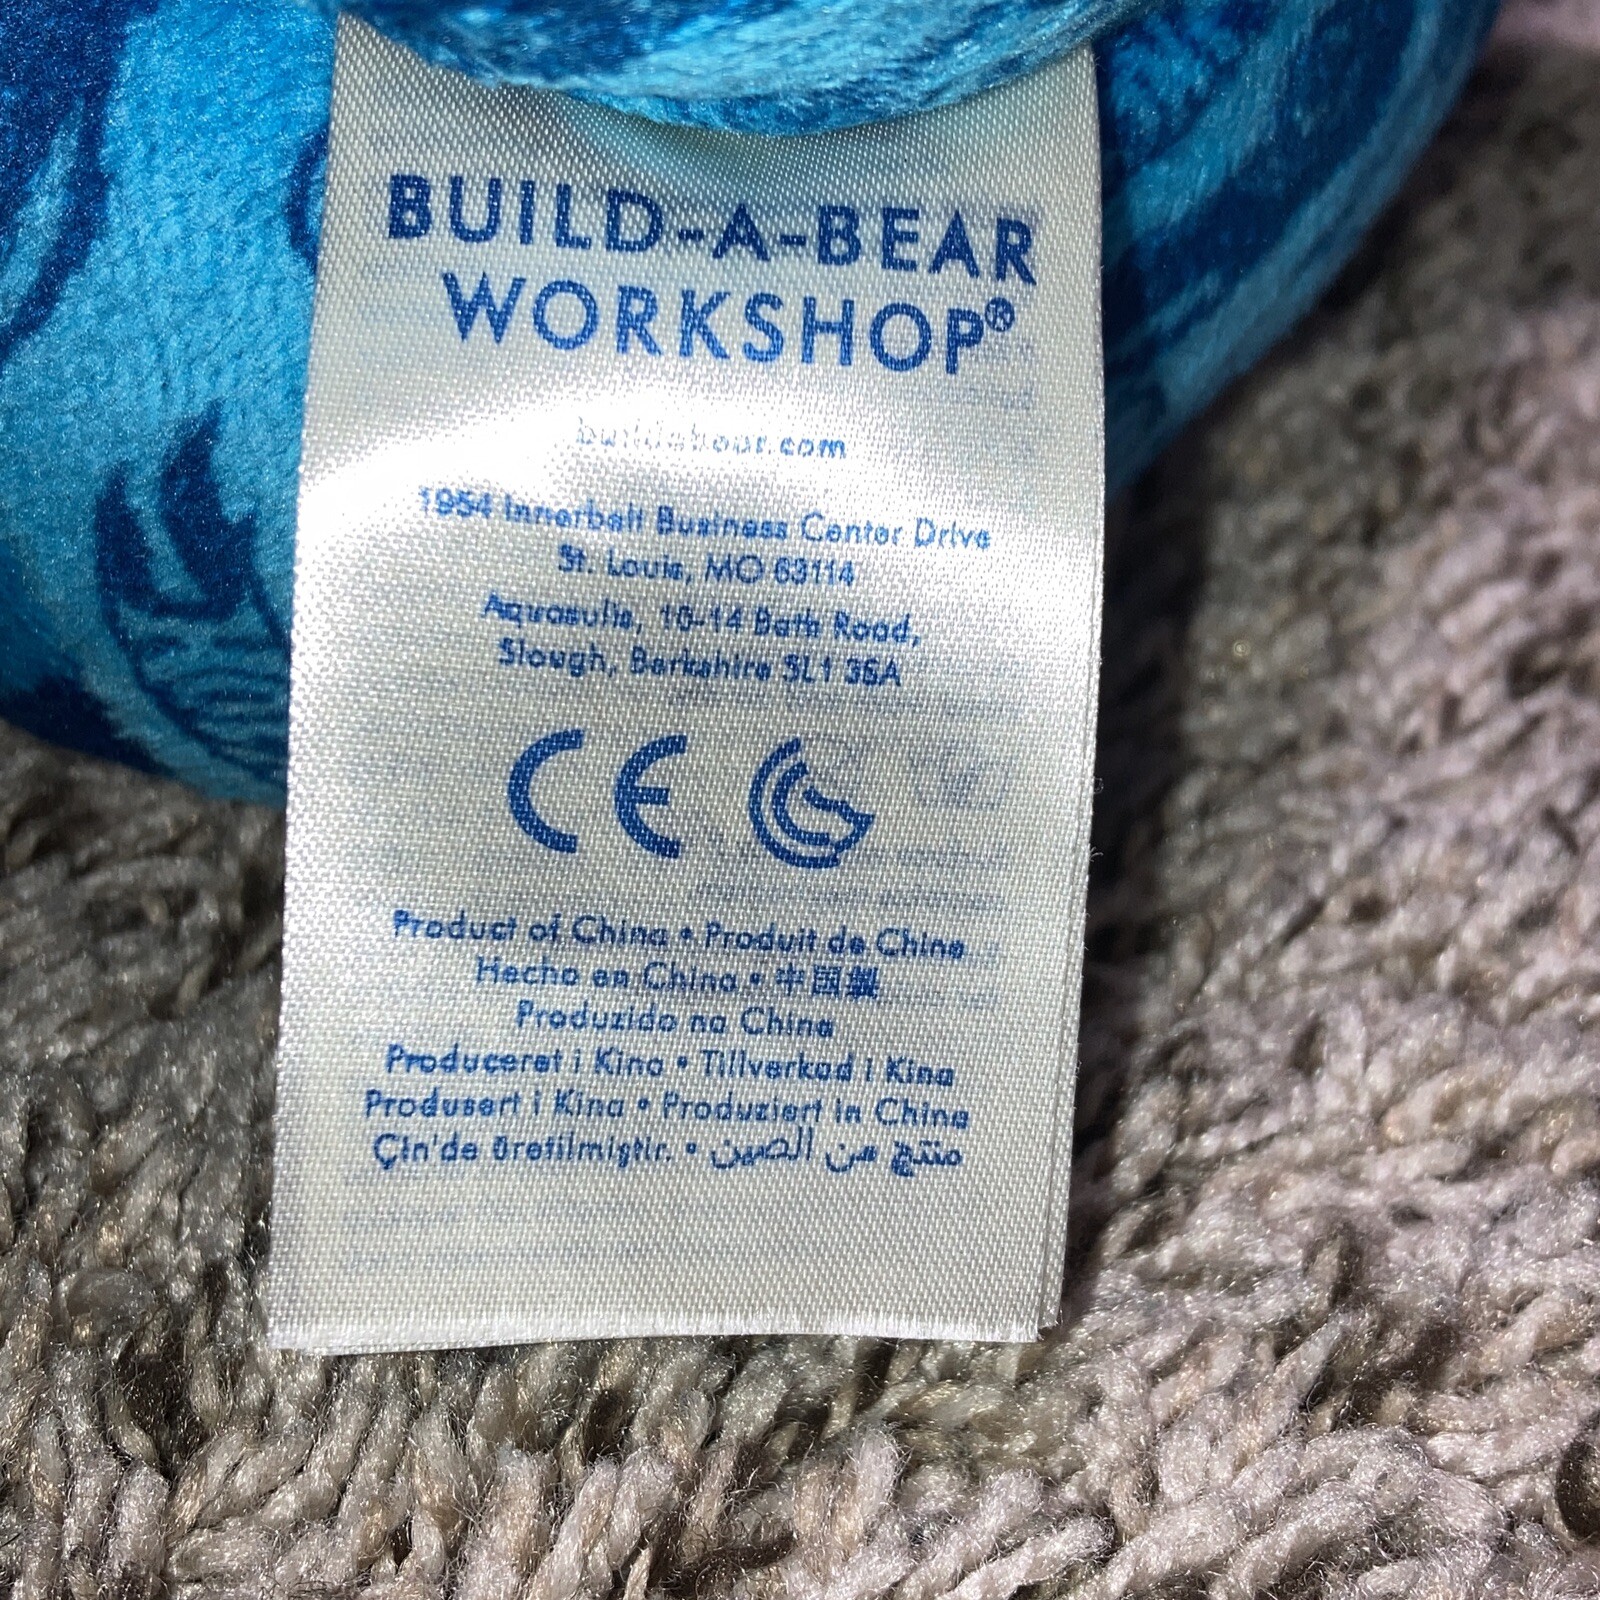 BUILD-A-BEAR
WORKSHOP®
buildabear.com
1954 Innerbelt Business Center Drive
St. Louis, MO 63114
Aquasulis, 10-14 Bath Road,
Slough, Berkshire SL1 3SA
CE
Product of China • Produit de Chine
Hecho en China • 中国製
Produzido na China
Produceret i Kina • Tillverkad i Kina
Produsert i Kina • Produziert in China
Çin'de üretilmiştir. • منتج من الصين